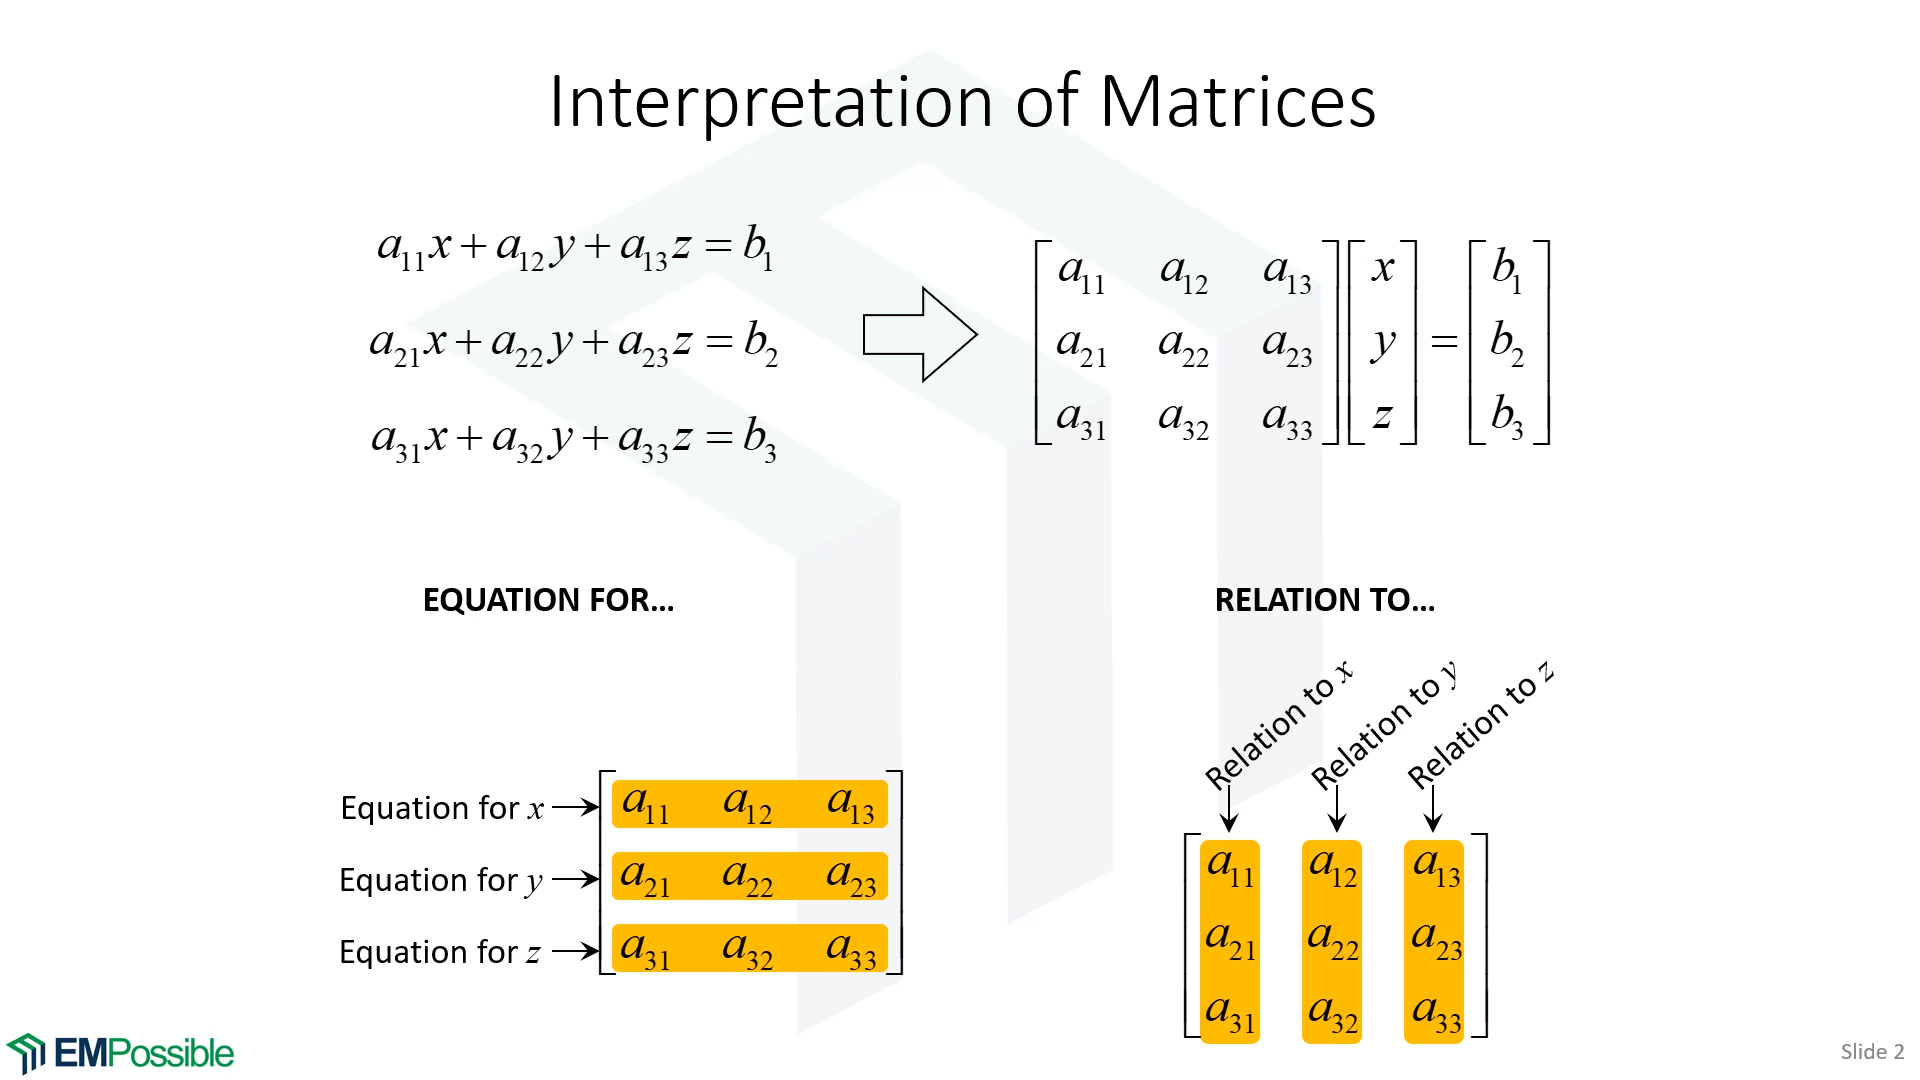 Interpretation of Matrices
a₁₁x + a₁₂y + a₁₃z = b₁
a₂₁x + a₂₂y + a₂₃z = b₂
a₃₁x + a₃₂y + a₃₃z = b₃
[a₁₁ a₁₂ a₁₃] [x] = [b₁]
[a₂₁ a₂₂ a₂₃] [y] = [b₂]
[a₃₁ a₃₂ a₃₃] [z] = [b₃]
EQUATION FOR...
Equation for x
Equation for y
Equation for z
a₁₁ a₁₂ a₁₃
a₂₁ a₂₂ a₂₃
a₃₁ a₃₂ a₃₃
RELATION TO...
Relation to x
Relation to y
Relation to z
a₁₁ a₁₂ a₁₃
a₂₁ a₂₂ a₂₃
a₃₁ a₃₂ a₃₃
EMPossible
Slide 2